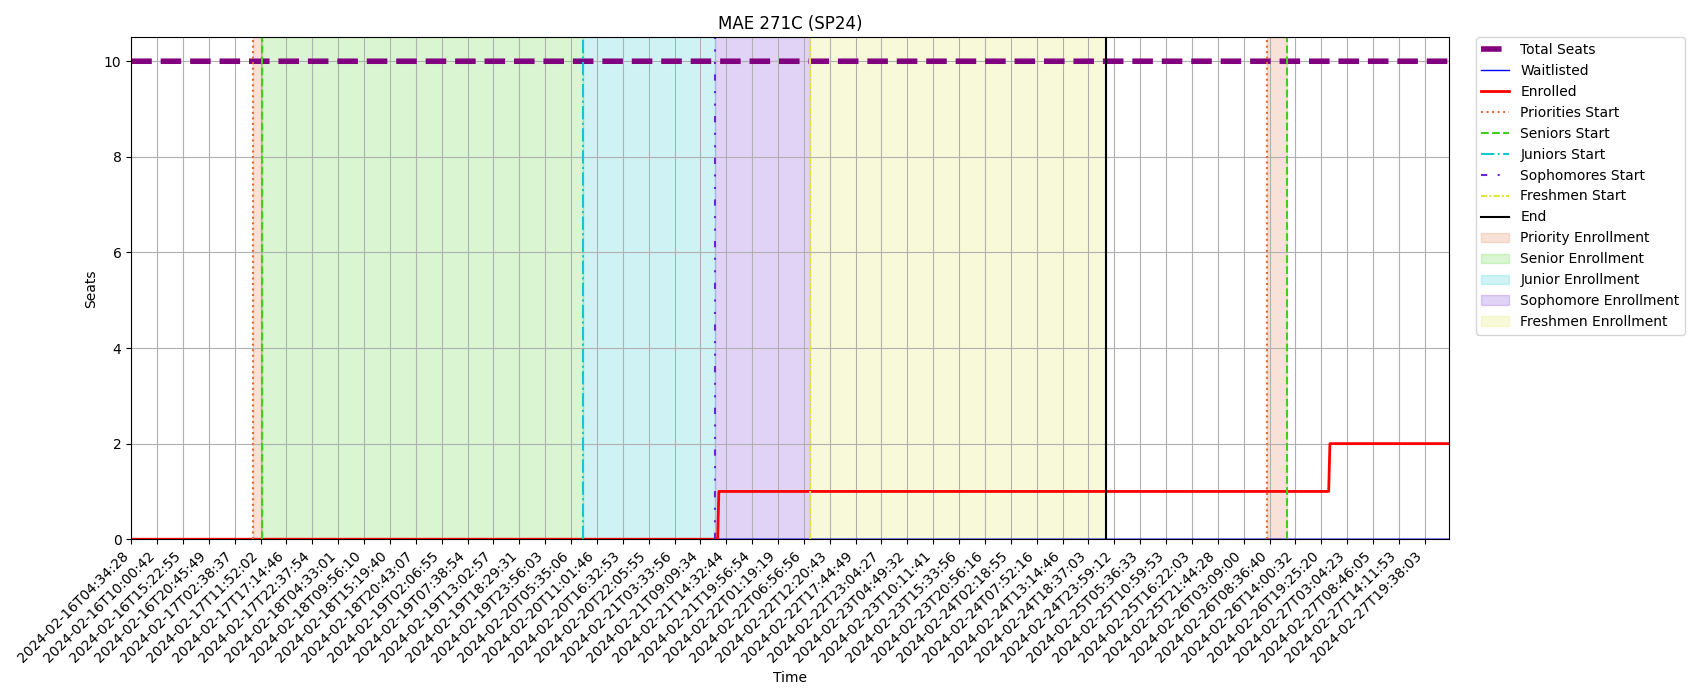 MAE 271C (SP24)
Seats
10
8
6
4
2
0
2024-02-16T04:34:28
2024-02-16T10:00:42
2024-02-16T15:22:55
2024-02-16T20:45:49
2024-02-17T02:38:37
2024-02-17T11:52:02
2024-02-17T17:14:46
2024-02-17T22:37:54
2024-02-18T04:33:01
2024-02-18T09:56:10
2024-02-18T15:19:40
2024-02-18T20:43:07
2024-02-19T02:06:55
2024-02-19T07:38:54
2024-02-19T13:02:57
2024-02-19T18:29:31
2024-02-19T23:56:03
2024-02-20T05:35:06
2024-02-20T11:01:46
2024-02-20T16:32:53
2024-02-20T22:05:55
2024-02-21T03:33:56
2024-02-21T09:09:34
2024-02-21T14:32:44
2024-02-21T19:56:54
2024-02-22T01:19:19
2024-02-22T06:56:56
2024-02-22T12:20:43
2024-02-22T17:44:49
2024-02-22T23:04:27
2024-02-23T04:49:32
2024-02-23T10:11:41
2024-02-23T15:33:56
2024-02-23T20:56:16
2024-02-24T02:18:55
2024-02-24T07:52:16
2024-02-24T13:14:46
2024-02-24T18:37:03
2024-02-24T23:59:12
2024-02-25T05:36:33
2024-02-25T10:59:53
2024-02-25T16:22:03
2024-02-25T21:44:28
2024-02-26T03:09:00
2024-02-26T08:36:40
2024-02-26T14:00:32
2024-02-26T19:25:20
2024-02-27T03:04:23
2024-02-27T08:46:05
2024-02-27T14:11:53
2024-02-27T19:38:03
Time
Total Seats
Waitlisted
Enrolled
Priorities Start
Seniors Start
Juniors Start
Sophomores Start
Freshmen Start
End
Priority Enrollment
Senior Enrollment
Junior Enrollment
Sophomore Enrollment
Freshmen Enrollment